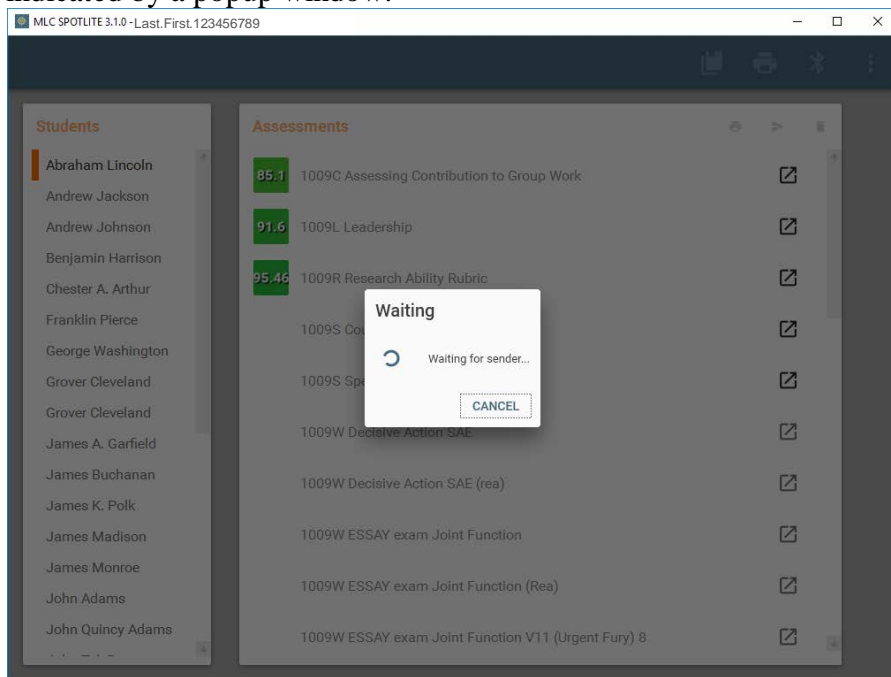 indicated by a popup window.
MLC SPOTLITE 3.1.0 - Last.First.123456789
Students
Abraham Lincoln
Andrew Jackson
Andrew Johnson
Benjamin Harrison
Chester A. Arthur
Franklin Pierce
George Washington
Grover Cleveland
Grover Cleveland
James A. Garfield
James Buchanan
James K. Polk
James Madison
James Monroe
John Adams
John Quincy Adams
Assessments
85.1 1009C Assessing Contribution to Group Work
91.6 1009L Leadership
95.46 1009R Research Ability Rubric
1009S
1009S
1009W Decisive Action SAE
1009W Decisive Action SAE (rea)
1009W ESSAY exam Joint Function
1009W ESSAY exam Joint Function (Rea)
1009W ESSAY exam Joint Function V11 (Urgent Fury) 8
Waiting
Waiting for sender...
CANCEL